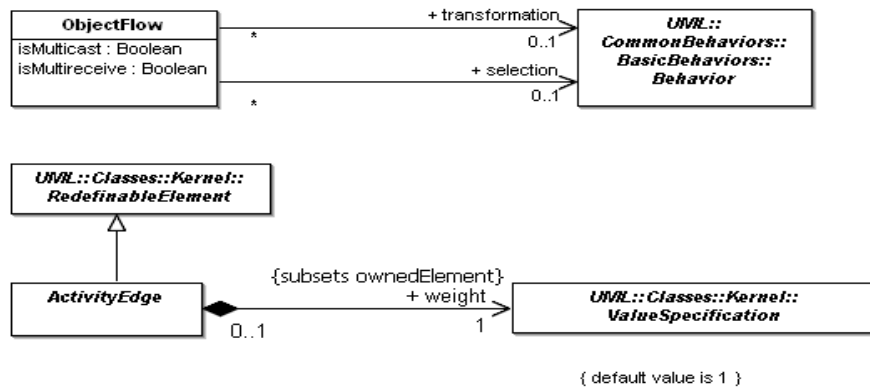 ObjectFlow
isMulticast : Boolean
isMultireceive : Boolean
+ transformation
*
0..1
+ selection
*
0..1
UML::
CommonBehaviors::
BasicBehaviors::
Behavior
UML::Classes::Kernel::
RedefinableElement
ActivityEdge
{subsets ownedElement}
+ weight
0..1
1
UML::Classes::Kernel::
ValueSpecification
{ default value is 1 }